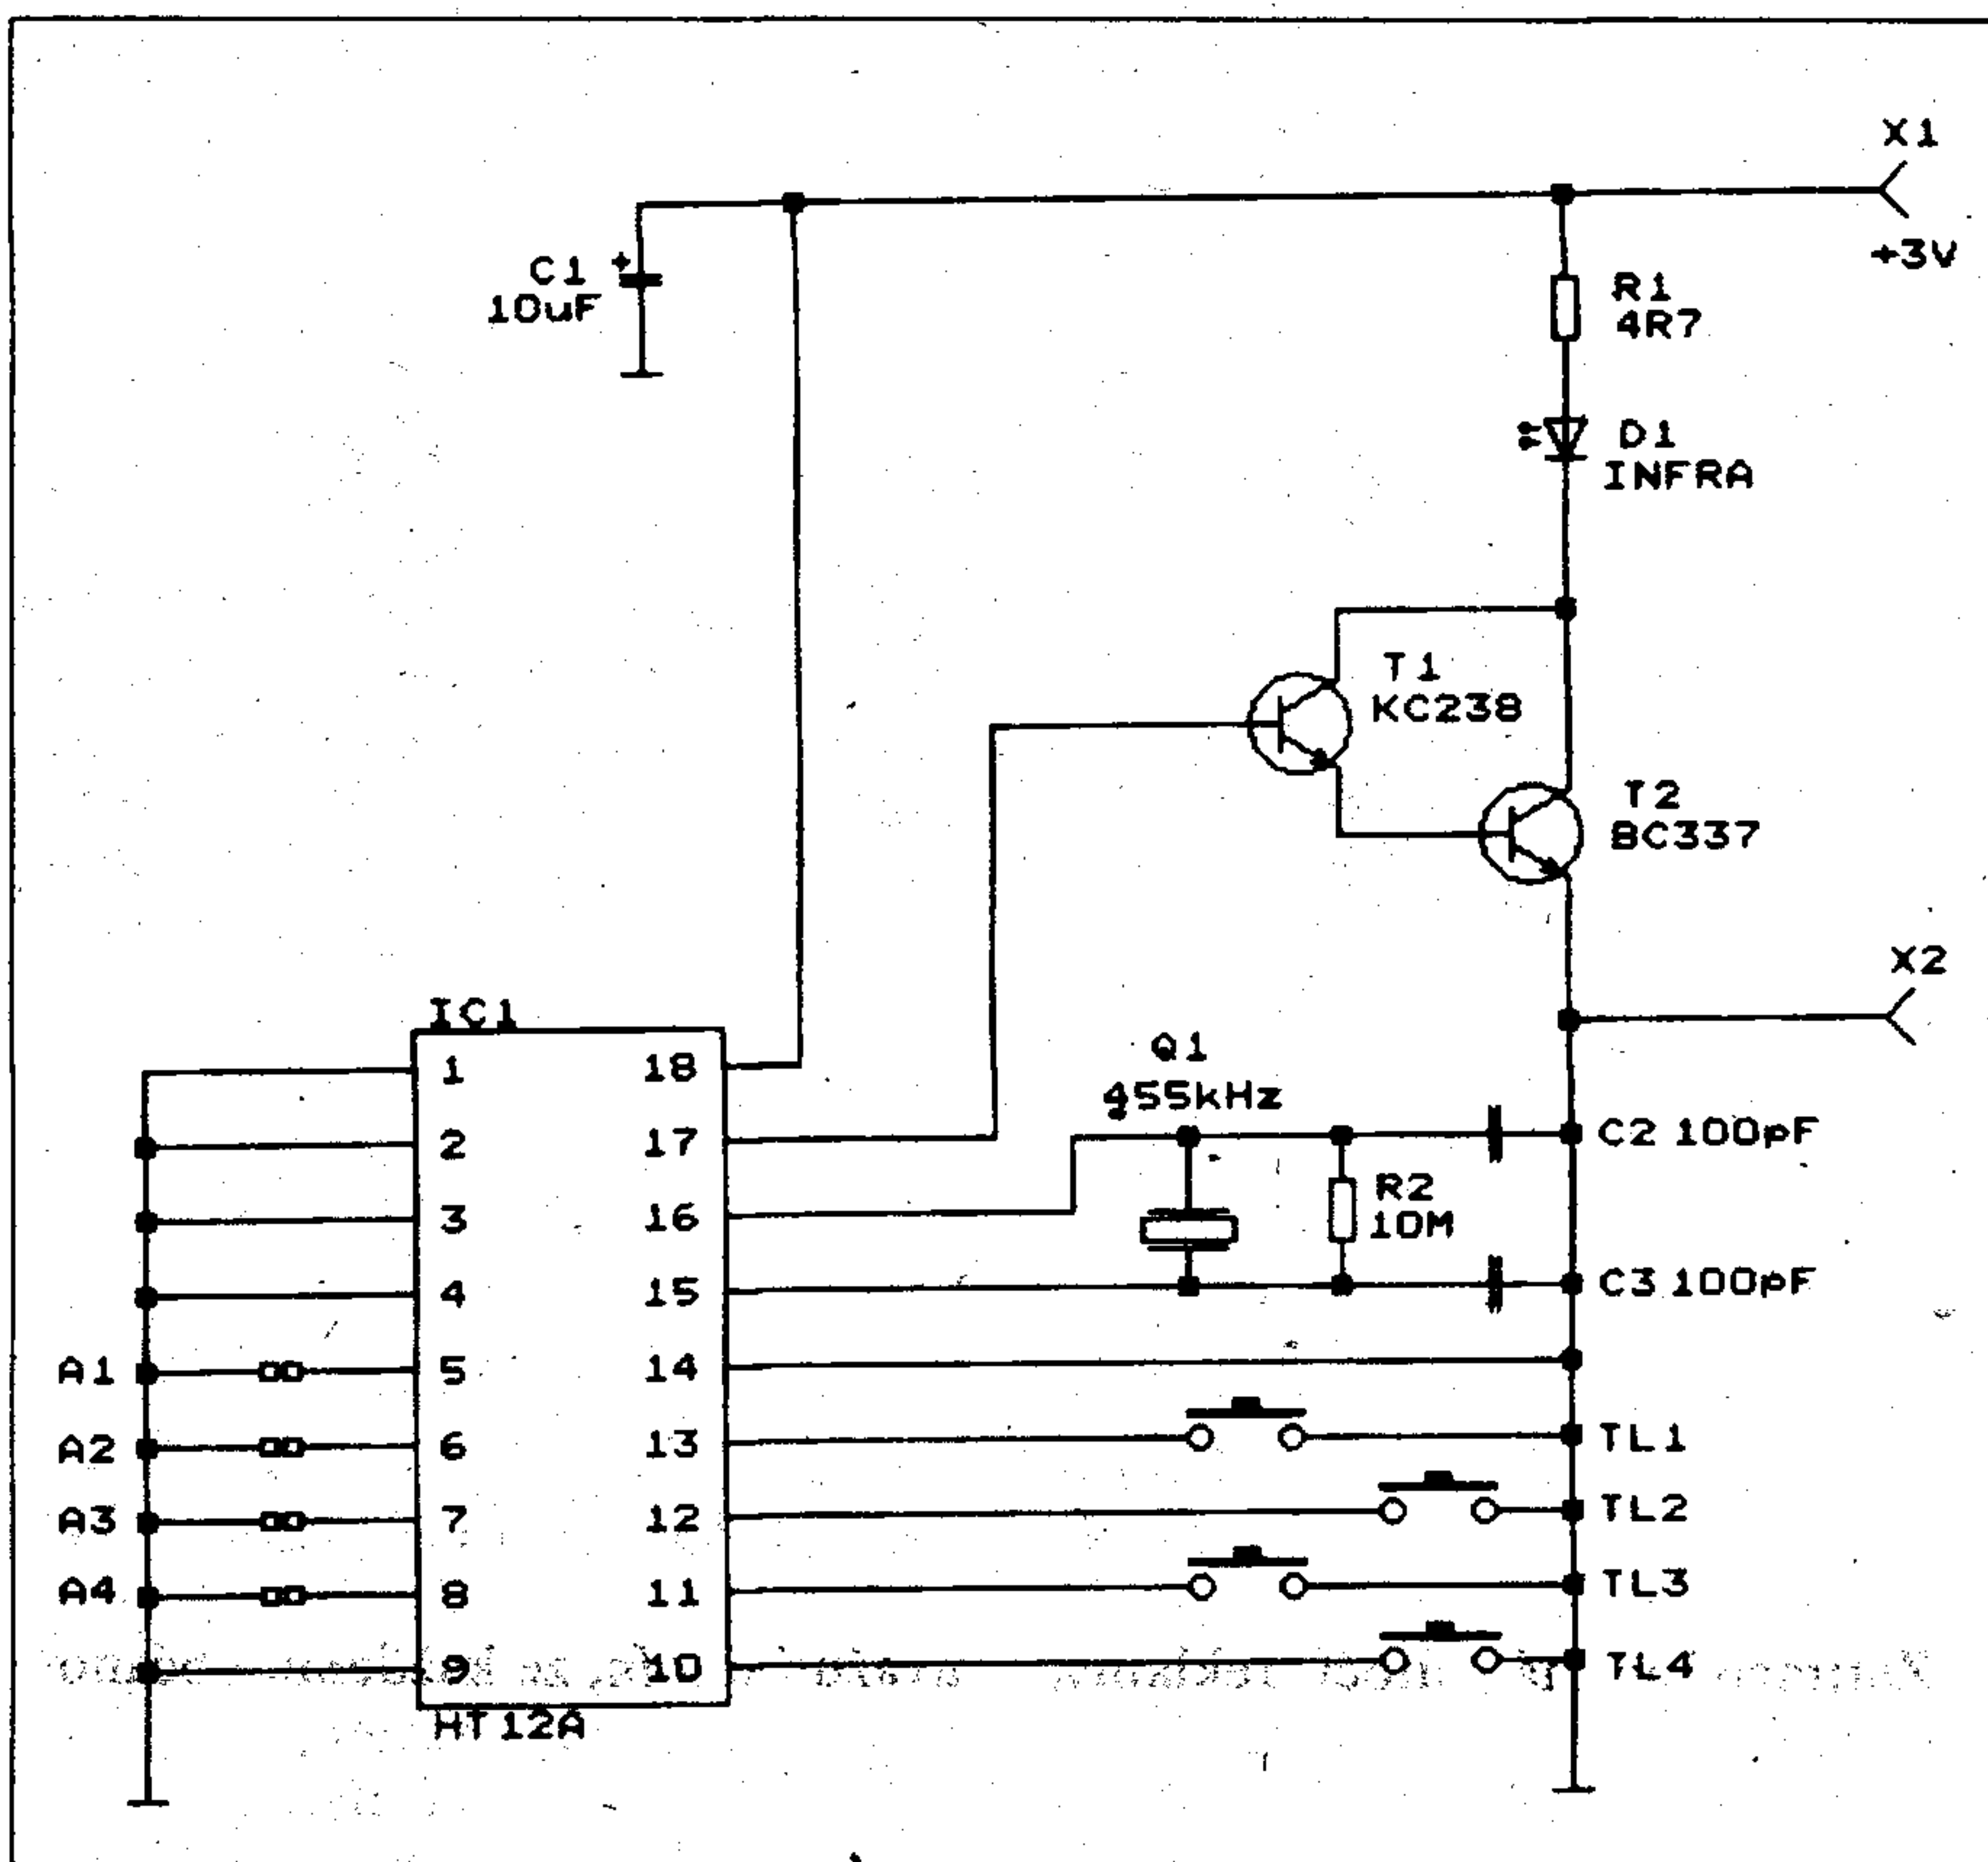 X1
+3V
C1
10uF
R1
4R7
D1
INFRA
T1
KC238
T2
BC337
X2
IC1
Q1
455kHz
1
18
2
17
C2 100pF
3
16
R2
10M
4
15
C3 100pF
A1
5
14
A2
6
13
TL1
A3
7
12
TL2
A4
8
11
TL3
9
10
TL4
HT12A